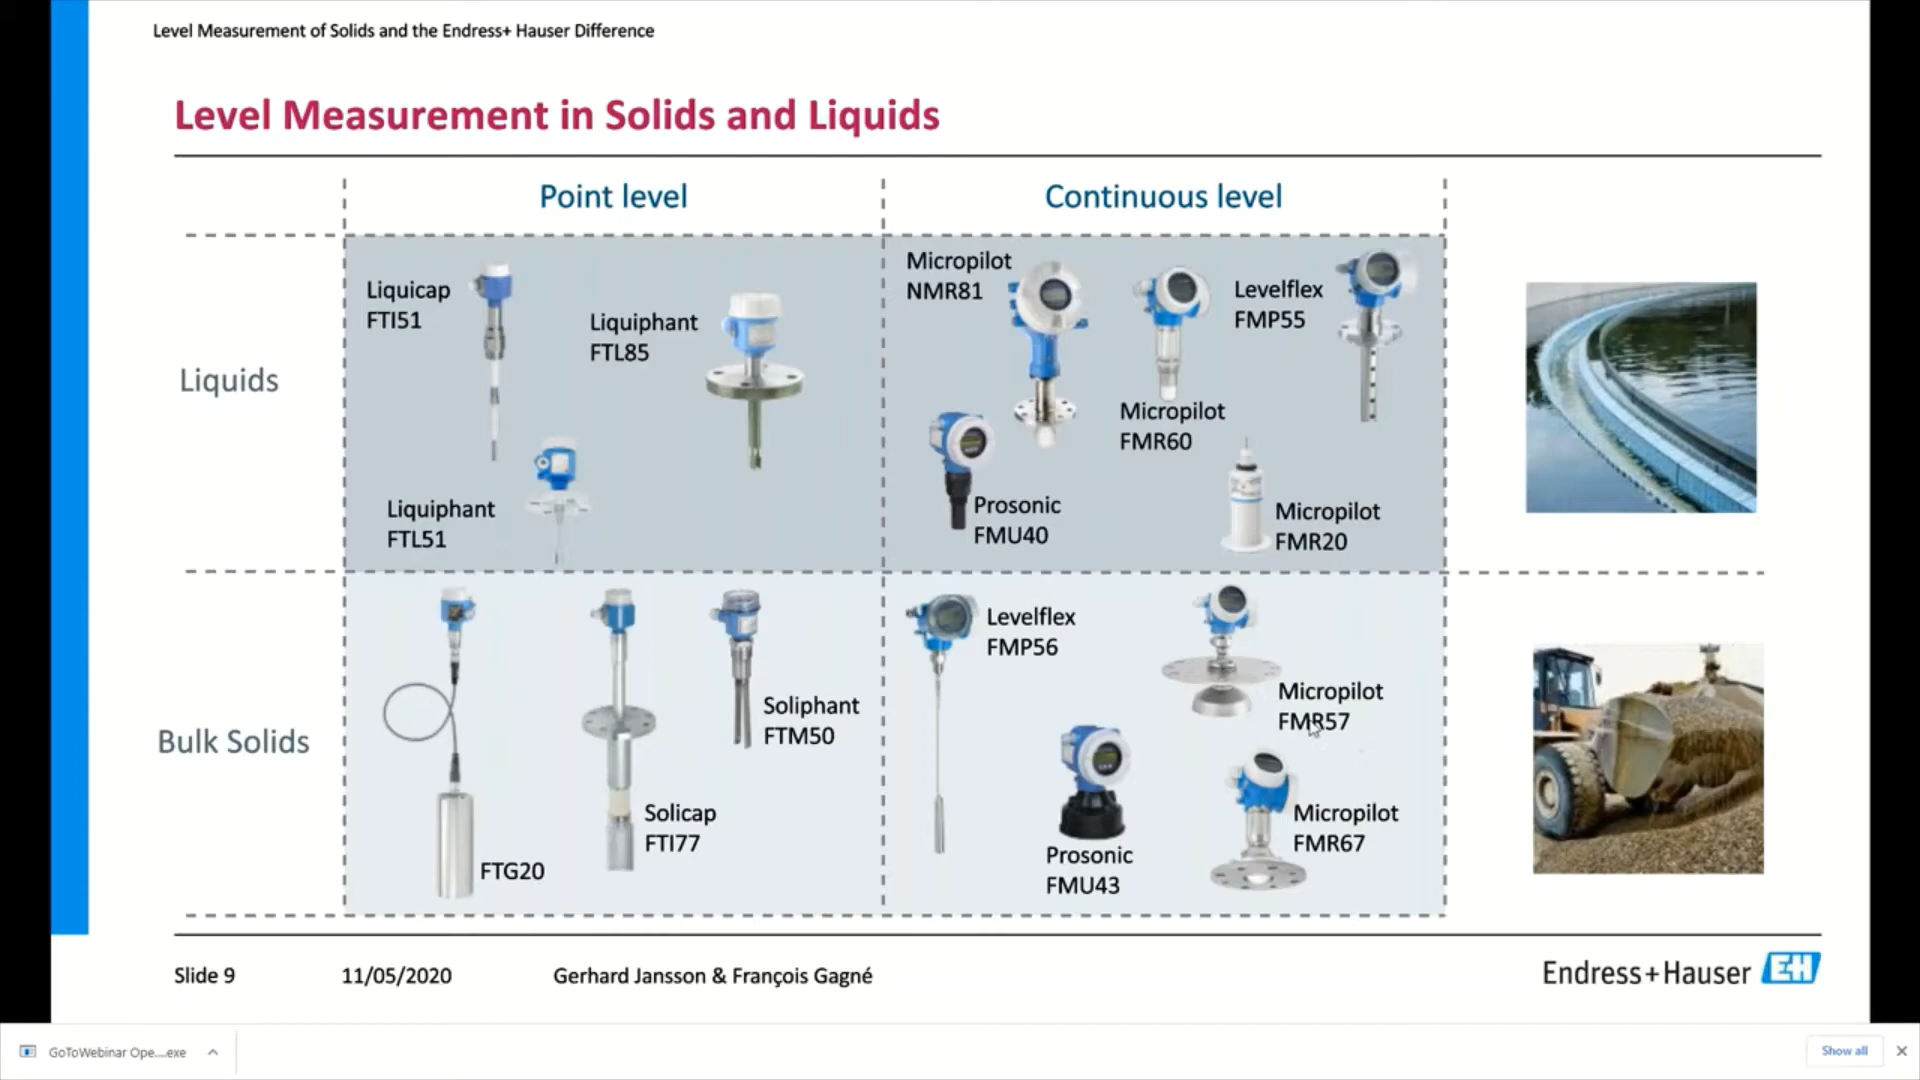 Level Measurement of Solids and the Endress+ Hauser Difference
Level Measurement in Solids and Liquids
Point level
Continuous level
Liquids
Liquicap
FTI51
Liquiphant
FTL85
Liquiphant
FTL51
Micropilot
NMR81
Micropilot
FMR60
Levelflex
FMP55
Prosonic
FMU40
Micropilot
FMR20
Bulk Solids
FTG20
Solicap
FTI77
Soliphant
FTM50
Levelflex
FMP56
Prosonic
FMU43
Micropilot
FMR57
Micropilot
FMR67
Slide 9
11/05/2020
Gerhard Jansson & François Gagné
Endress+Hauser EH
GoToWebinar Ope....exe
Show all